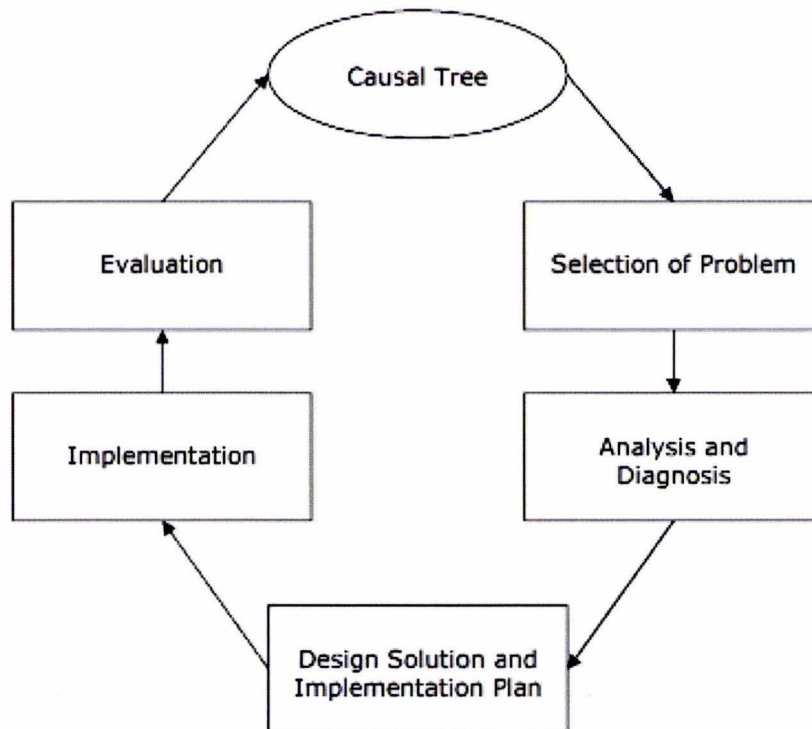 Causal Tree
Evaluation
Selection of Problem
Implementation
Analysis and
Diagnosis
Design Solution and
Implementation Plan